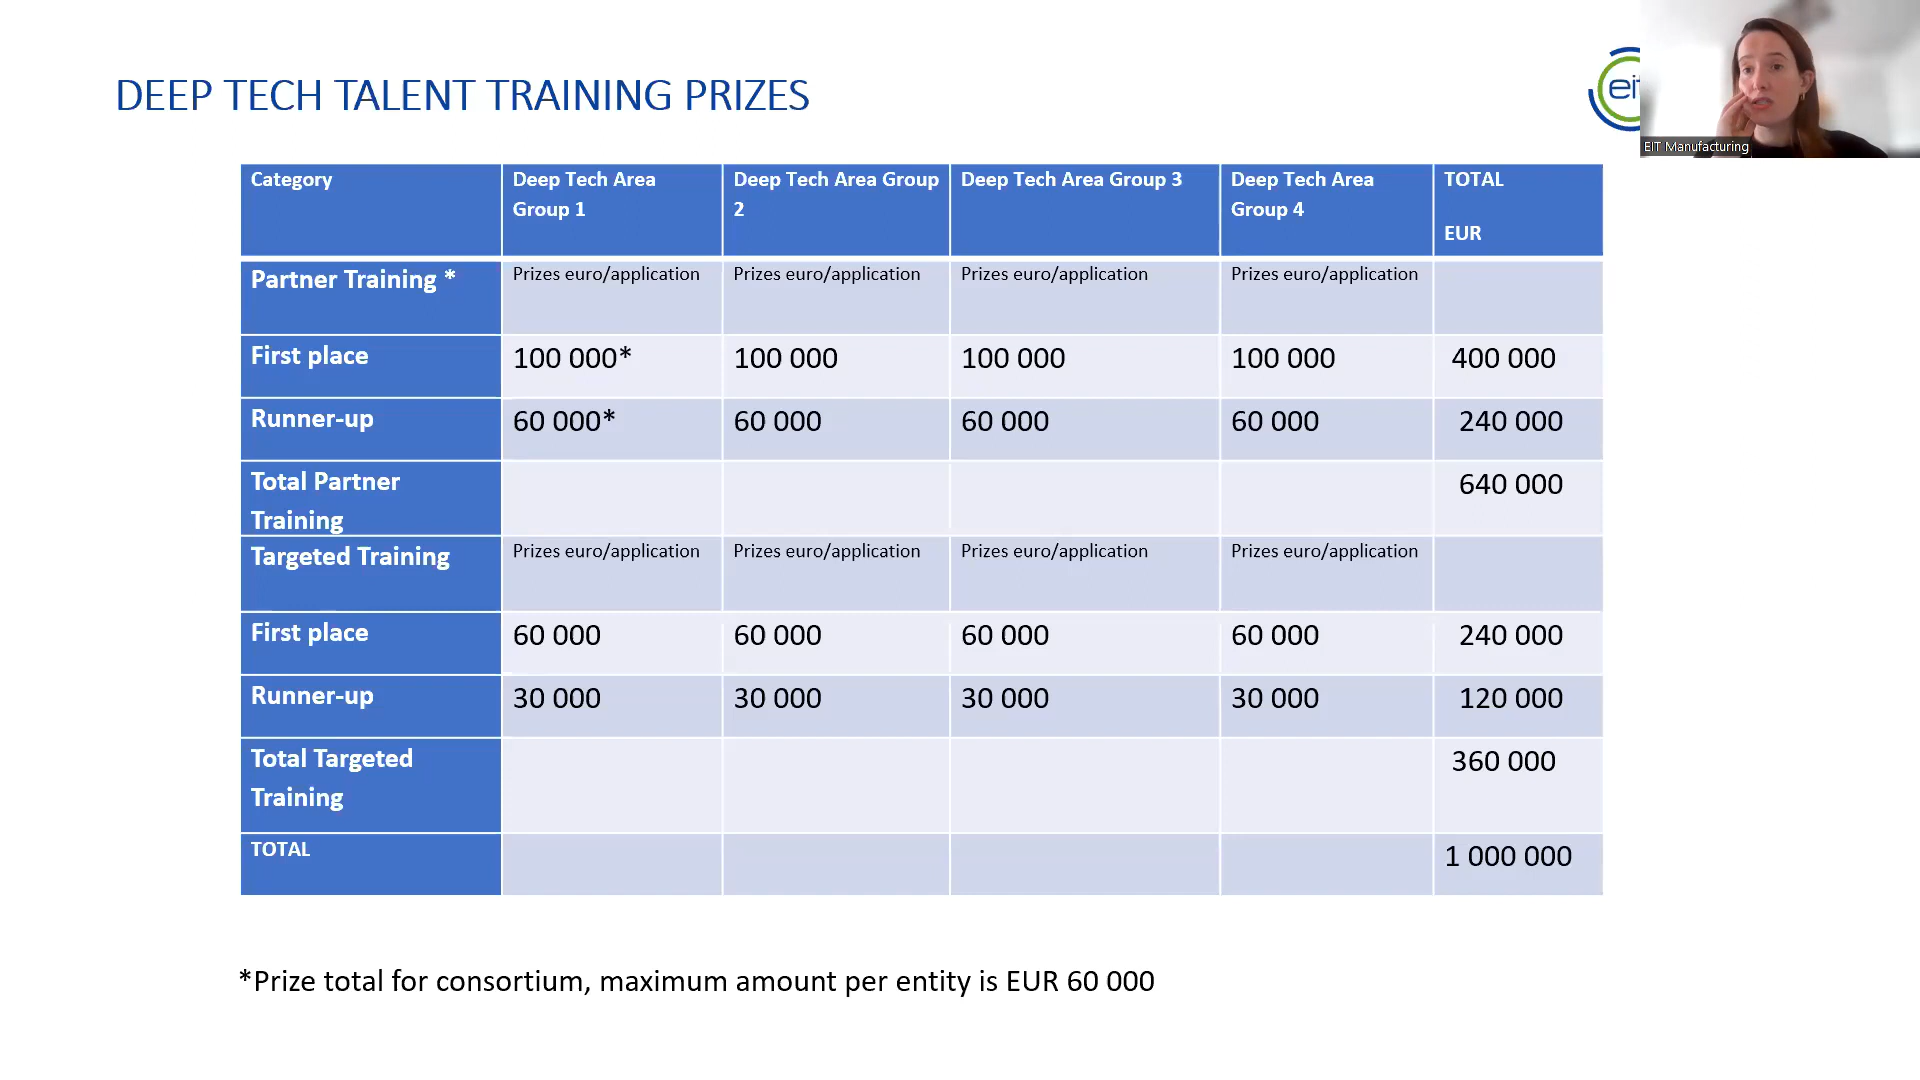 DEEP TECH TALENT TRAINING PRIZES
ei
EIT Manufacturing
Category
Deep Tech Area
Group 1
Deep Tech Area Group
2
Deep Tech Area Group 3
Deep Tech Area
Group 4
TOTAL
EUR
Partner Training *
Prizes euro/application
Prizes euro/application
Prizes euro/application
Prizes euro/application
First place
100 000*
100 000
100 000
100 000
400 000
Runner-up
60 000*
60 000
60 000
60 000
240 000
Total Partner
Training
640 000
Targeted Training
Prizes euro/application
Prizes euro/application
Prizes euro/application
Prizes euro/application
First place
60 000
60 000
60 000
60 000
240 000
Runner-up
30 000
30 000
30 000
30 000
120 000
Total Targeted
Training
360 000
TOTAL
1 000 000
*Prize total for consortium, maximum amount per entity is EUR 60 000